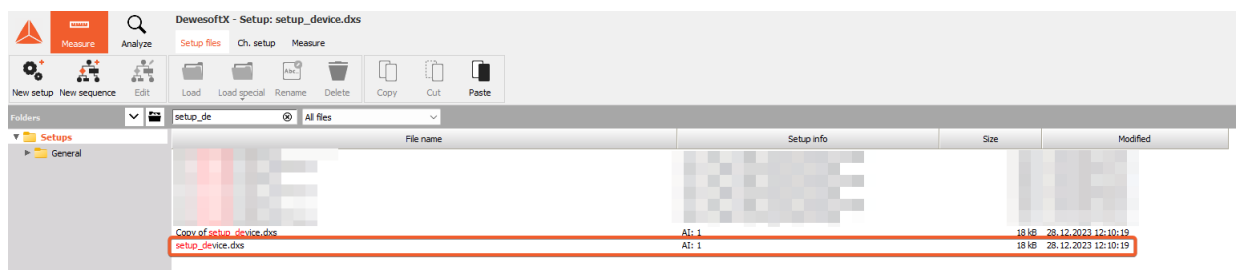 DewesoftX - Setup: setup_device.dxs
Measure Analyze Setup files Ch. setup Measure
New setup New sequence Edit Load Load special Rename Delete Copy Cut Paste
Folders setup_de All files
Setups File name Setup info Size Modified
General
Copy of setup_device.dxs AI: 1 18 kB 28.12.2023 12:10:19
setup_device.dxs AI: 1 18 kB 28.12.2023 12:10:19